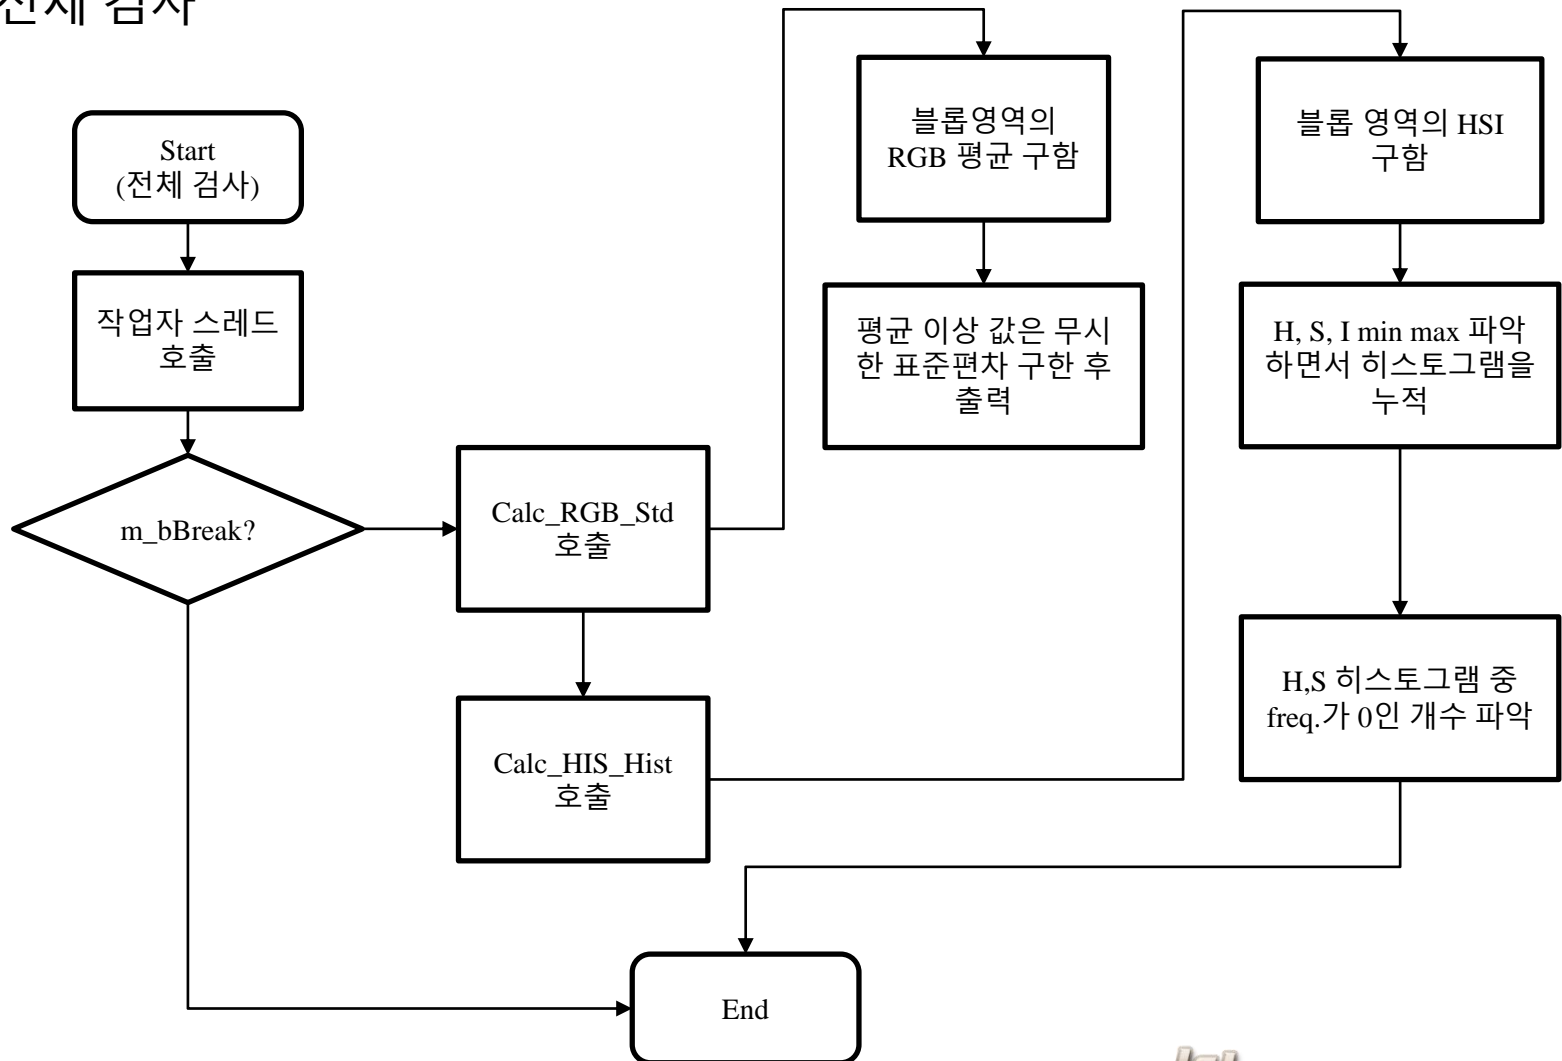 전체 검사
Start
(전체 검사)
작업자 스레드
호출
m_bBreak?
Calc_RGB_Std
호출
Calc_HIS_Hist
호출
블롭영역의
RGB 평균 구함
평균 이상 값은 무시
한 표준편차 구한 후
출력
블롭 영역의 HSI
구함
H, S, I min max 파악
하면서 히스토그램을
누적
H,S 히스토그램 중
freq.가 0인 개수 파악
End